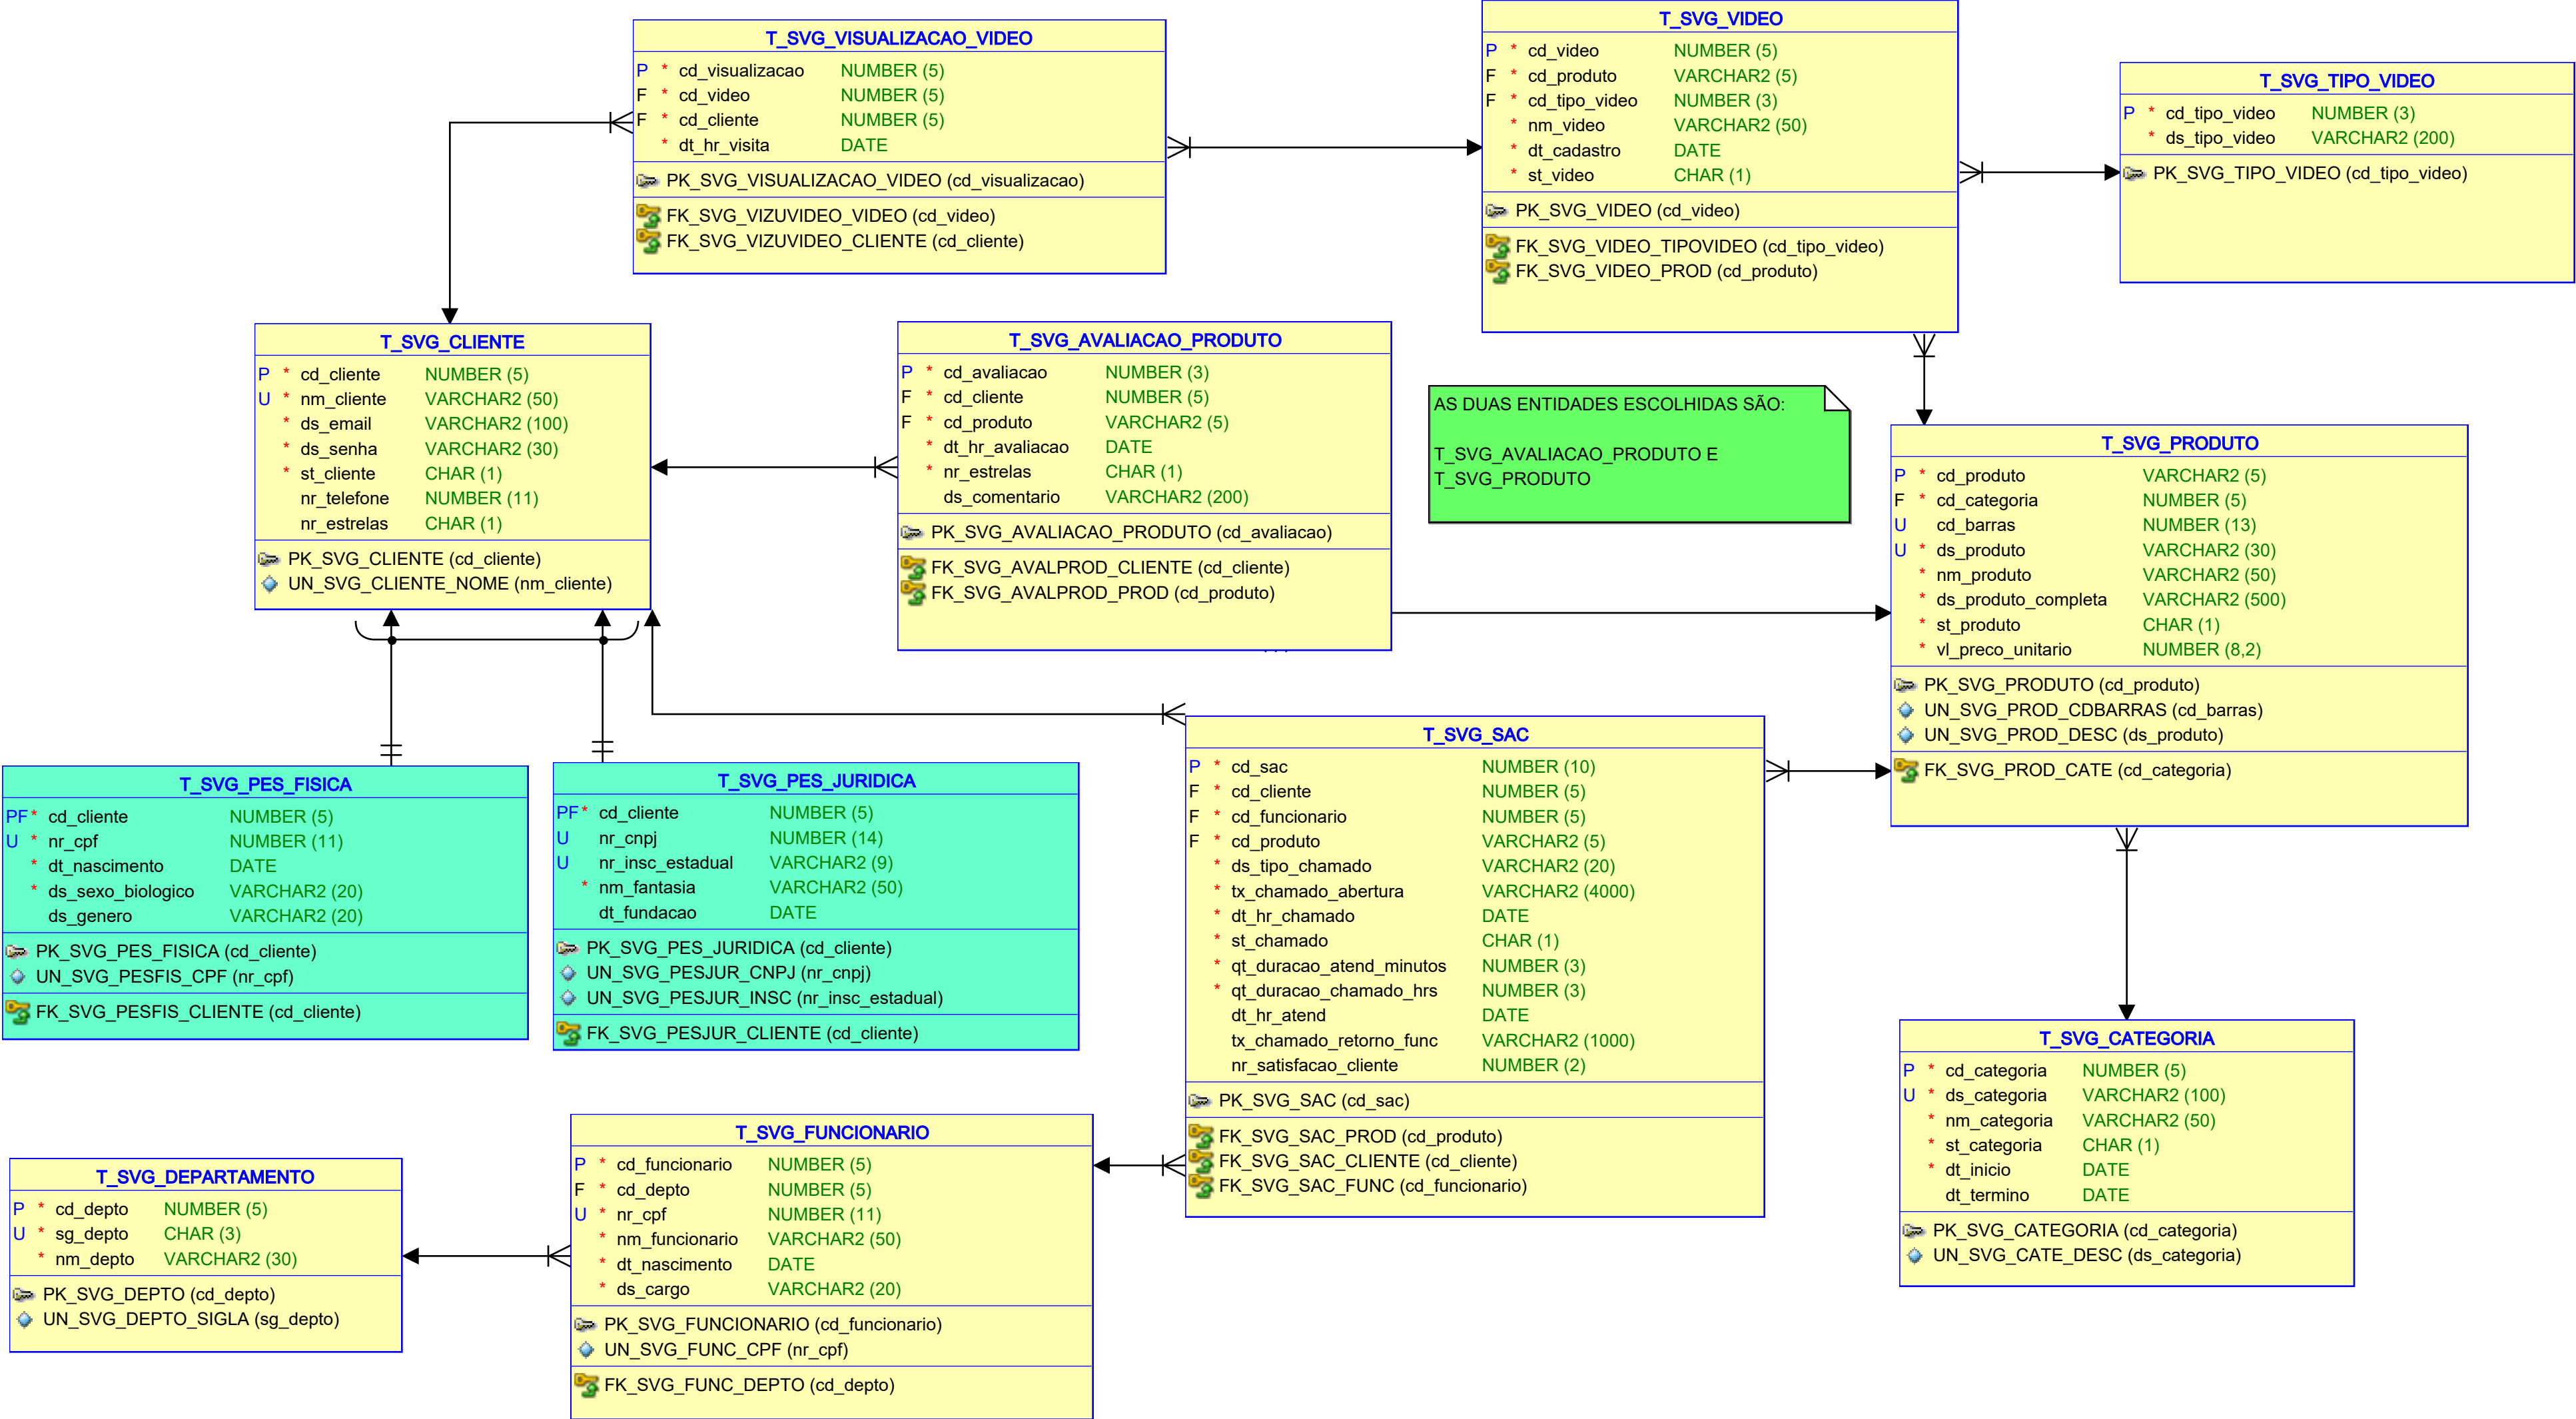 T_SVG_VISUALIZACAO_VIDEO
P * cd_visualizacao NUMBER (5)
F * cd_video NUMBER (5)
F * cd_cliente NUMBER (5)
* dt_hr_visita DATE
PK_SVG_VISUALIZACAO_VIDEO (cd_visualizacao)
FK_SVG_VIZUVIDEO_VIDEO (cd_video)
FK_SVG_VIZUVIDEO_CLIENTE (cd_cliente)
T_SVG_VIDEO
P * cd_video NUMBER (5)
F * cd_produto VARCHAR2 (5)
F * cd_tipo_video NUMBER (3)
* nm_video VARCHAR2 (50)
* dt_cadastro DATE
* st_video CHAR (1)
PK_SVG_VIDEO (cd_video)
FK_SVG_VIDEO_TIPOVIDEO (cd_tipo_video)
FK_SVG_VIDEO_PROD (cd_produto)
T_SVG_TIPO_VIDEO
P * cd_tipo_video NUMBER (3)
* ds_tipo_video VARCHAR2 (200)
PK_SVG_TIPO_VIDEO (cd_tipo_video)
T_SVG_CLIENTE
P * cd_cliente NUMBER (5)
U * nm_cliente VARCHAR2 (50)
* ds_email VARCHAR2 (100)
* ds_senha VARCHAR2 (30)
* st_cliente CHAR (1)
nr_telefone NUMBER (11)
nr_estrelas CHAR (1)
PK_SVG_CLIENTE (cd_cliente)
UN_SVG_CLIENTE_NOME (nm_cliente)
T_SVG_AVALIACAO_PRODUTO
P * cd_avaliacao NUMBER (3)
F * cd_cliente NUMBER (5)
F * cd_produto VARCHAR2 (5)
* dt_hr_avaliacao DATE
* nr_estrelas CHAR (1)
ds_comentario VARCHAR2 (200)
PK_SVG_AVALIACAO_PRODUTO (cd_avaliacao)
FK_SVG_AVALPROD_CLIENTE (cd_cliente)
FK_SVG_AVALPROD_PROD (cd_produto)
AS DUAS ENTIDADES ESCOLHIDAS SÃO:
T_SVG_AVALIACAO_PRODUTO E
T_SVG_PRODUTO
T_SVG_PRODUTO
P * cd_produto VARCHAR2 (5)
F * cd_categoria NUMBER (5)
U cd_barras NUMBER (13)
U * ds_produto VARCHAR2 (30)
* nm_produto VARCHAR2 (50)
* ds_produto_completa VARCHAR2 (500)
* st_produto CHAR (1)
* vl_preco_unitario NUMBER (8,2)
PK_SVG_PRODUTO (cd_produto)
UN_SVG_PROD_CDBARRAS (cd_barras)
UN_SVG_PROD_DESC (ds_produto)
FK_SVG_PROD_CATE (cd_categoria)
T_SVG_PES_FISICA
PF * cd_cliente NUMBER (5)
U * nr_cpf NUMBER (11)
* dt_nascimento DATE
* ds_sexo_biologico VARCHAR2 (20)
ds_genero VARCHAR2 (20)
PK_SVG_PES_FISICA (cd_cliente)
UN_SVG_PESFIS_CPF (nr_cpf)
FK_SVG_PESFIS_CLIENTE (cd_cliente)
T_SVG_PES_JURIDICA
PF * cd_cliente NUMBER (5)
U nr_cnpj NUMBER (14)
U nr_insc_estadual VARCHAR2 (9)
* nm_fantasia VARCHAR2 (50)
dt_fundacao DATE
PK_SVG_PES_JURIDICA (cd_cliente)
UN_SVG_PESJUR_CNPJ (nr_cnpj)
UN_SVG_PESJUR_INSC (nr_insc_estadual)
FK_SVG_PESJUR_CLIENTE (cd_cliente)
T_SVG_SAC
P * cd_sac NUMBER (10)
F * cd_cliente NUMBER (5)
F * cd_funcionario NUMBER (5)
F * cd_produto VARCHAR2 (5)
* ds_tipo_chamado VARCHAR2 (20)
* tx_chamado_abertura VARCHAR2 (4000)
* dt_hr_chamado DATE
* st_chamado CHAR (1)
* qt_duracao_atend_minutos NUMBER (3)
* qt_duracao_chamado_hrs NUMBER (3)
dt_hr_atend DATE
tx_chamado_retorno_func VARCHAR2 (1000)
nr_satisfacao_cliente NUMBER (2)
PK_SVG_SAC (cd_sac)
FK_SVG_SAC_PROD (cd_produto)
FK_SVG_SAC_CLIENTE (cd_cliente)
FK_SVG_SAC_FUNC (cd_funcionario)
T_SVG_CATEGORIA
P * cd_categoria NUMBER (5)
U * ds_categoria VARCHAR2 (100)
* nm_categoria VARCHAR2 (50)
* st_categoria CHAR (1)
* dt_inicio DATE
dt_termino DATE
PK_SVG_CATEGORIA (cd_categoria)
UN_SVG_CATE_DESC (ds_categoria)
T_SVG_DEPARTAMENTO
P * cd_depto NUMBER (5)
U * sg_depto CHAR (3)
* nm_depto VARCHAR2 (30)
PK_SVG_DEPTO (cd_depto)
UN_SVG_DEPTO_SIGLA (sg_depto)
T_SVG_FUNCIONARIO
P * cd_funcionario NUMBER (5)
F * cd_depto NUMBER (5)
U * nr_cpf NUMBER (11)
* nm_funcionario VARCHAR2 (50)
* dt_nascimento DATE
* ds_cargo VARCHAR2 (20)
PK_SVG_FUNCIONARIO (cd_funcionario)
UN_SVG_FUNC_CPF (nr_cpf)
FK_SVG_FUNC_DEPTO (cd_depto)